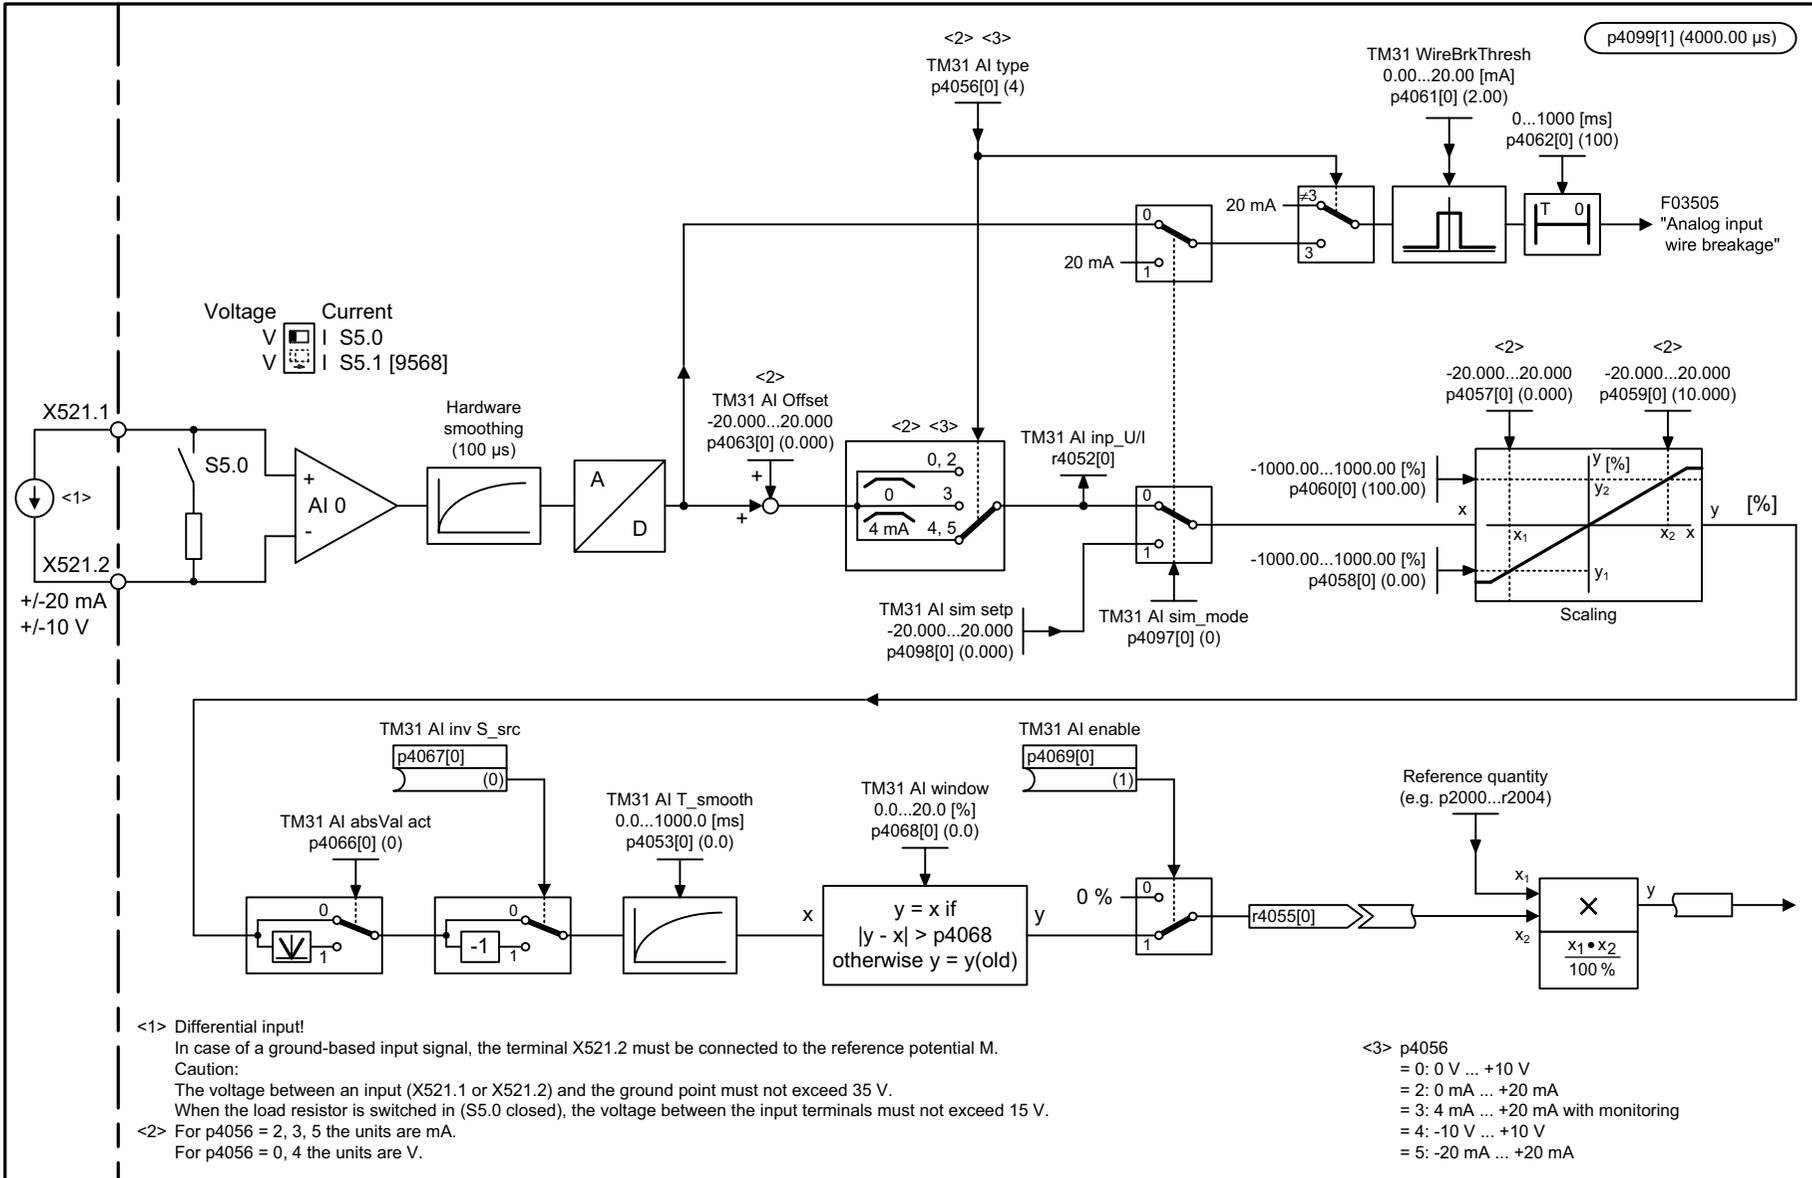 p4099[1] (4000.00 µs)
<2> <3>
TM31 AI type
p4056[0] (4)
TM31 WireBrkThresh
0.00...20.00 [mA]
p4061[0] (2.00)
0...1000 [ms]
p4062[0] (100)
0
20 mA
1
20 mA
≠3
3
T 0
F03505
"Analog input
wire breakage"
Voltage Current
V I S5.0
V I S5.1 [9568]
X521.1
<1>
X521.2
+/-20 mA
+/-10 V
S5.0
+
AI 0
-
Hardware
smoothing
(100 µs)
A
D
<2>
TM31 AI Offset
-20.000...20.000
p4063[0] (0.000)
+
+
<2> <3>
0, 2
0
3
4 mA
4, 5
TM31 AI inp_U/I
r4052[0]
0
1
TM31 AI sim setp
-20.000...20.000
p4098[0] (0.000)
TM31 AI sim_mode
p4097[0] (0)
<2>
-20.000...20.000
p4057[0] (0.000)
<2>
-20.000...20.000
p4059[0] (10.000)
-1000.00...1000.00 [%]
p4060[0] (100.00)
x
-1000.00...1000.00 [%]
p4058[0] (0.00)
y [%]
y2
x1
x2 x
y1
y
[%]
Scaling
TM31 AI absVal act
p4066[0] (0)
0
1
TM31 AI inv S_src
p4067[0]
(0)
0
-1
1
TM31 AI T_smooth
0.0...1000.0 [ms]
p4053[0] (0.0)
TM31 AI window
0.0...20.0 [%]
p4068[0] (0.0)
x
y = x if
|y - x| > p4068
otherwise y = y(old)
y
TM31 AI enable
p4069[0]
(1)
0 %
0
1
r4055[0]
Reference quantity
(e.g. p2000...r2004)
x1
x2
×
x1•x2
100 %
y
<1> Differential input!
In case of a ground-based input signal, the terminal X521.2 must be connected to the reference potential M.
Caution:
The voltage between an input (X521.1 or X521.2) and the ground point must not exceed 35 V.
When the load resistor is switched in (S5.0 closed), the voltage between the input terminals must not exceed 15 V.
<2> For p4056 = 2, 3, 5 the units are mA.
For p4056 = 0, 4 the units are V.
<3> p4056
= 0: 0 V ... +10 V
= 2: 0 mA ... +20 mA
= 3: 4 mA ... +20 mA with monitoring
= 4: -10 V ... +10 V
= 5: -20 mA ... +20 mA